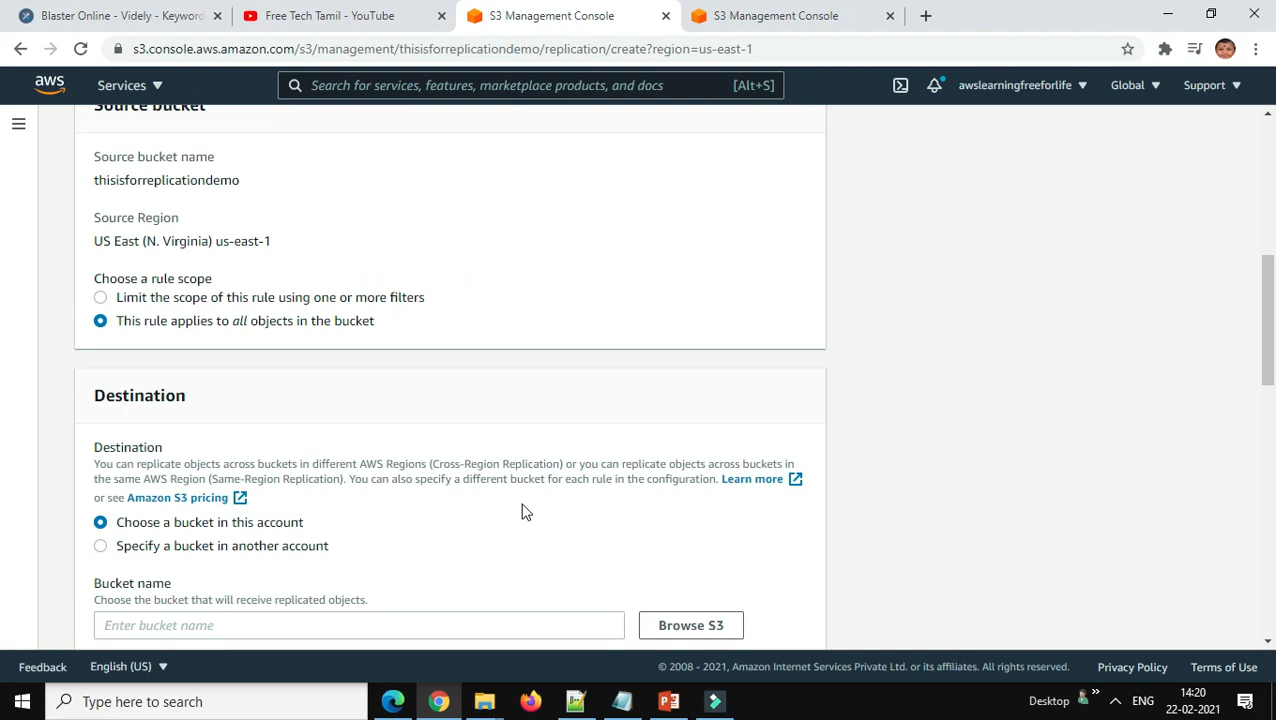 Blaster Online - Videly - Keyword
Free Tech Tamil - YouTube
S3 Management Console
S3 Management Console
s3.console.aws.amazon.com/s3/management/thisisforreplicationdemo/replication/create?region=us-east-1
aws
Services
Search for services, features, marketplace products, and docs
[Alt+S]
awslearningfreeforlife
Global
Support
Source bucket
Source bucket name
thisisforreplicationdemo
Source Region
US East (N. Virginia) us-east-1
Choose a rule scope
Limit the scope of this rule using one or more filters
This rule applies to all objects in the bucket
Destination
Destination
You can replicate objects across buckets in different AWS Regions (Cross-Region Replication) or you can replicate objects across buckets in
the same AWS Region (Same-Region Replication). You can also specify a different bucket for each rule in the configuration. Learn more
or see Amazon S3 pricing
Choose a bucket in this account
Specify a bucket in another account
Bucket name
Choose the bucket that will receive replicated objects.
Enter bucket name
Browse S3
Feedback
English (US)
© 2008 - 2021, Amazon Internet Services Private Ltd. or its affiliates. All rights reserved.
Privacy Policy
Terms of Use
Type here to search
Desktop
ENG
14:20
22-02-2021